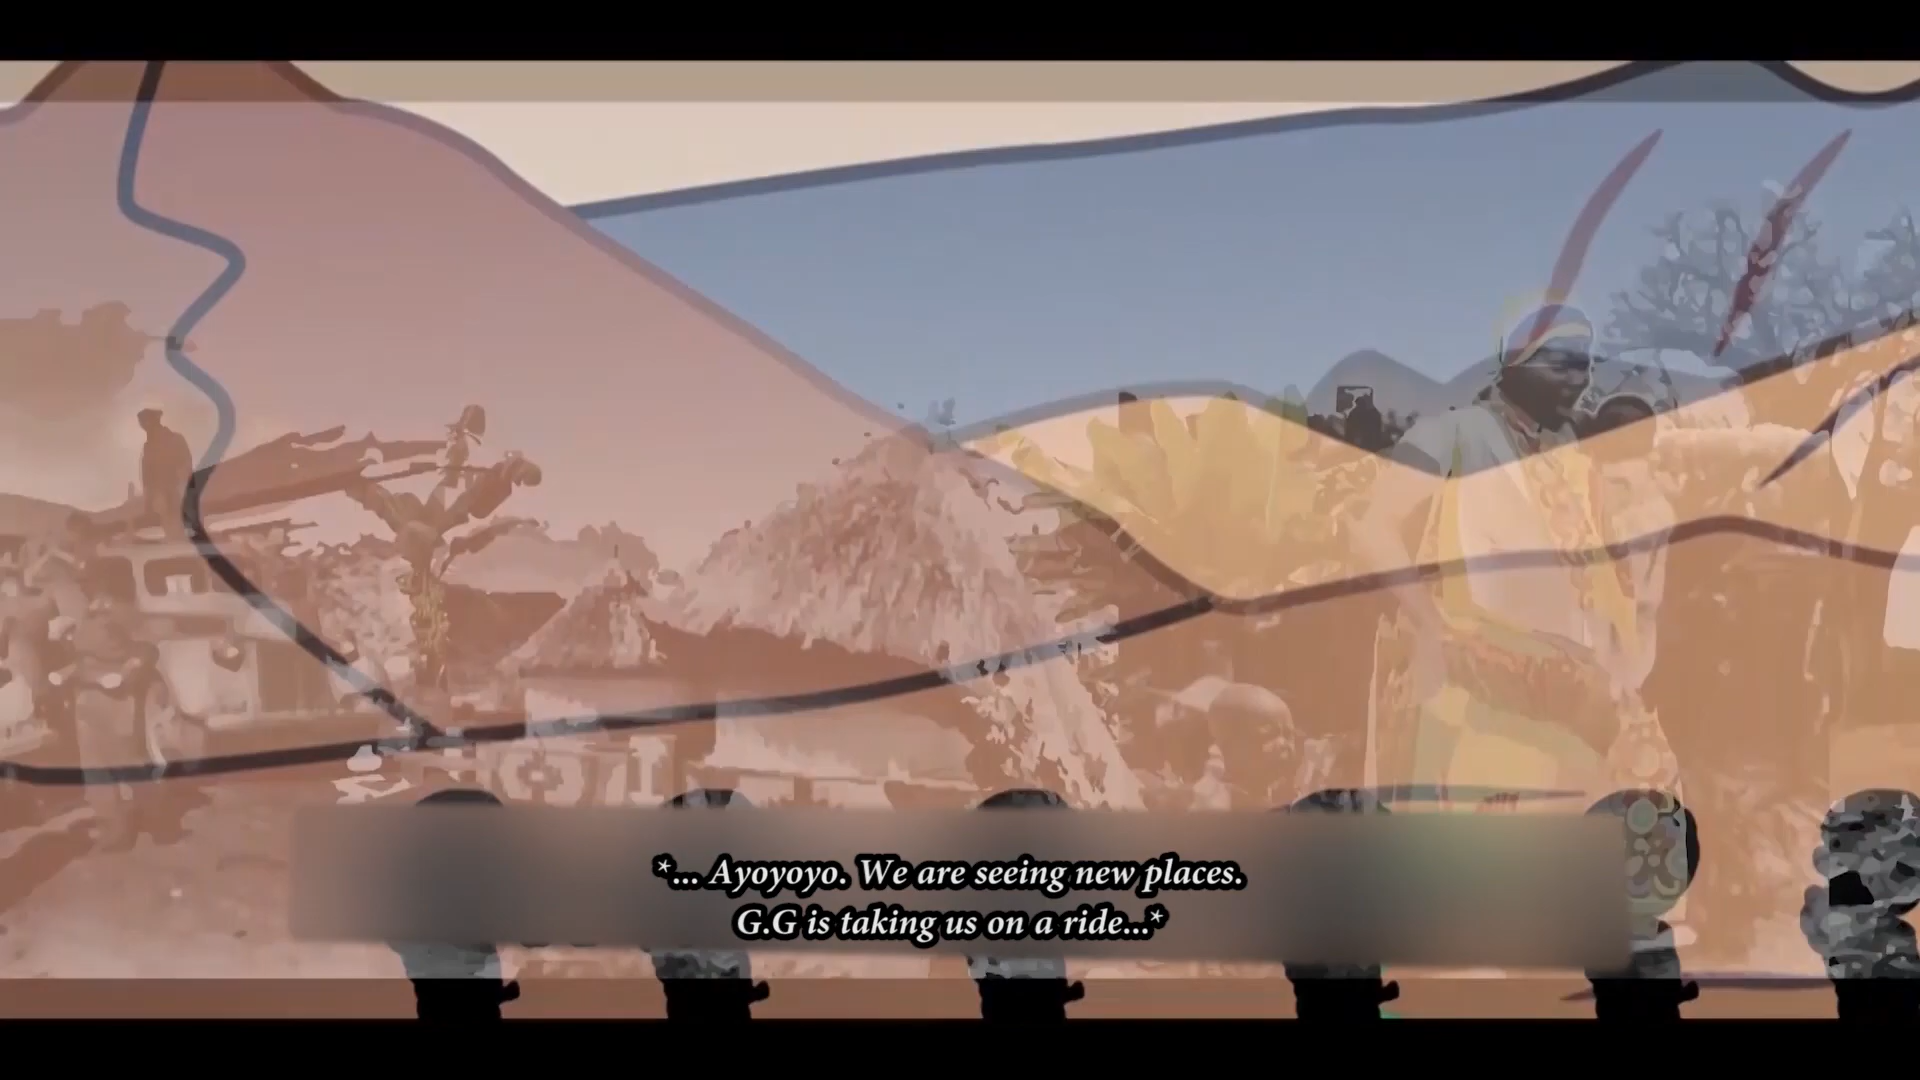 *... Ayoyoyo. We are seeing new places.
G.G is taking us on a ride...*